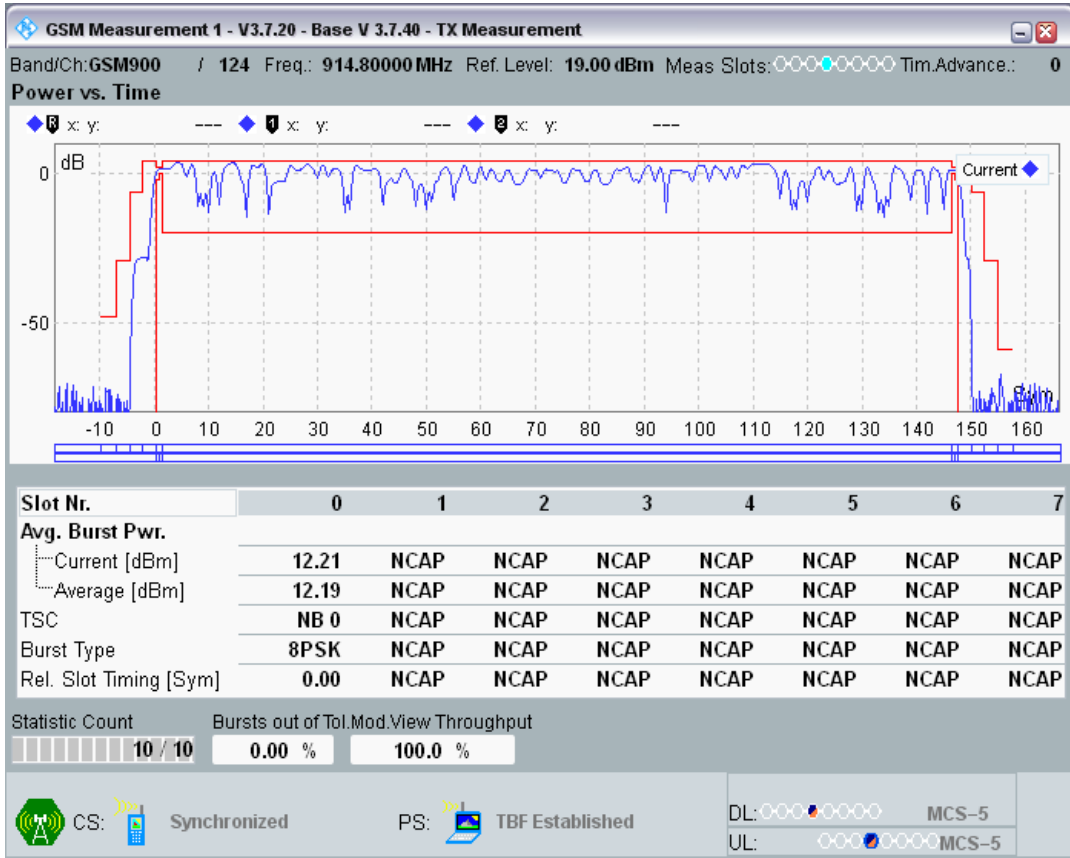 GSM Measurement 1 - V3.7.20 - Base V 3.7.40 - TX Measurement
Band/Ch:GSM900 / 124 Freq.: 914.80000 MHz Ref. Level: 19.00 dBm Meas Slots: Tim.Advance.: 0
Power vs. Time
R x: y: --- 1 x: y: --- 2 x: y: ---
dB
Current
0
-50
Sym
-10 0 10 20 30 40 50 60 70 80 90 100 110 120 130 140 150 160
Slot Nr. 0 1 2 3 4 5 6 7
Avg. Burst Pwr.
Current [dBm] 12.21 NCAP NCAP NCAP NCAP NCAP NCAP NCAP
Average [dBm] 12.19 NCAP NCAP NCAP NCAP NCAP NCAP NCAP
TSC NB 0 NCAP NCAP NCAP NCAP NCAP NCAP NCAP
Burst Type 8PSK NCAP NCAP NCAP NCAP NCAP NCAP NCAP
Rel. Slot Timing [Sym] 0.00 NCAP NCAP NCAP NCAP NCAP NCAP NCAP
Statistic Count Bursts out of Tol.Mod.View Throughput
10 / 10 0.00 % 100.0 %
CS: Synchronized PS: TBF Established
DL: MCS-5
UL: MCS-5